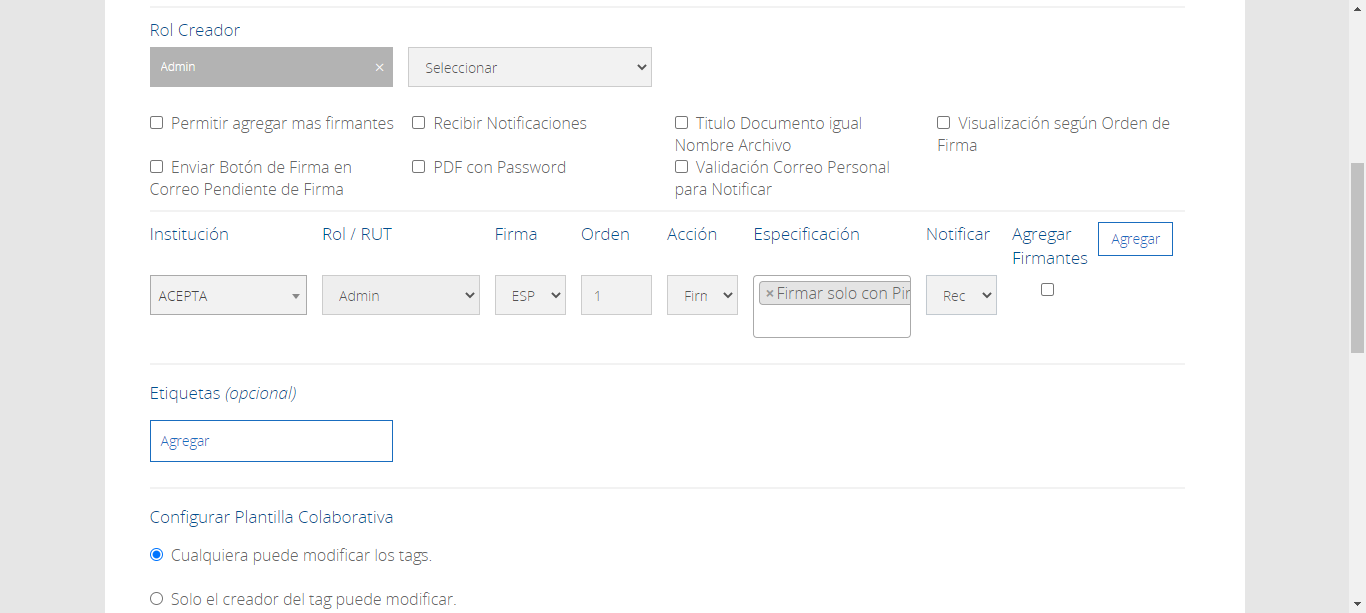 Rol Creador
Admin × Seleccionar
Permitir agregar mas firmantes Recibir Notificaciones Titulo Documento igual Visualización según Orden de
Nombre Archivo Firma
Enviar Botón de Firma en PDF con Password Validación Correo Personal
Correo Pendiente de Firma para Notificar
Institución Rol / RUT Firma Orden Acción Especificación Notificar Agregar Agregar
Firmantes
ACEPTA Admin ESP 1 Firn × Firmar solo con Pir Rec
Etiquetas (opcional)
Agregar
Configurar Plantilla Colaborativa
Cualquiera puede modificar los tags.
Solo el creador del tag puede modificar.